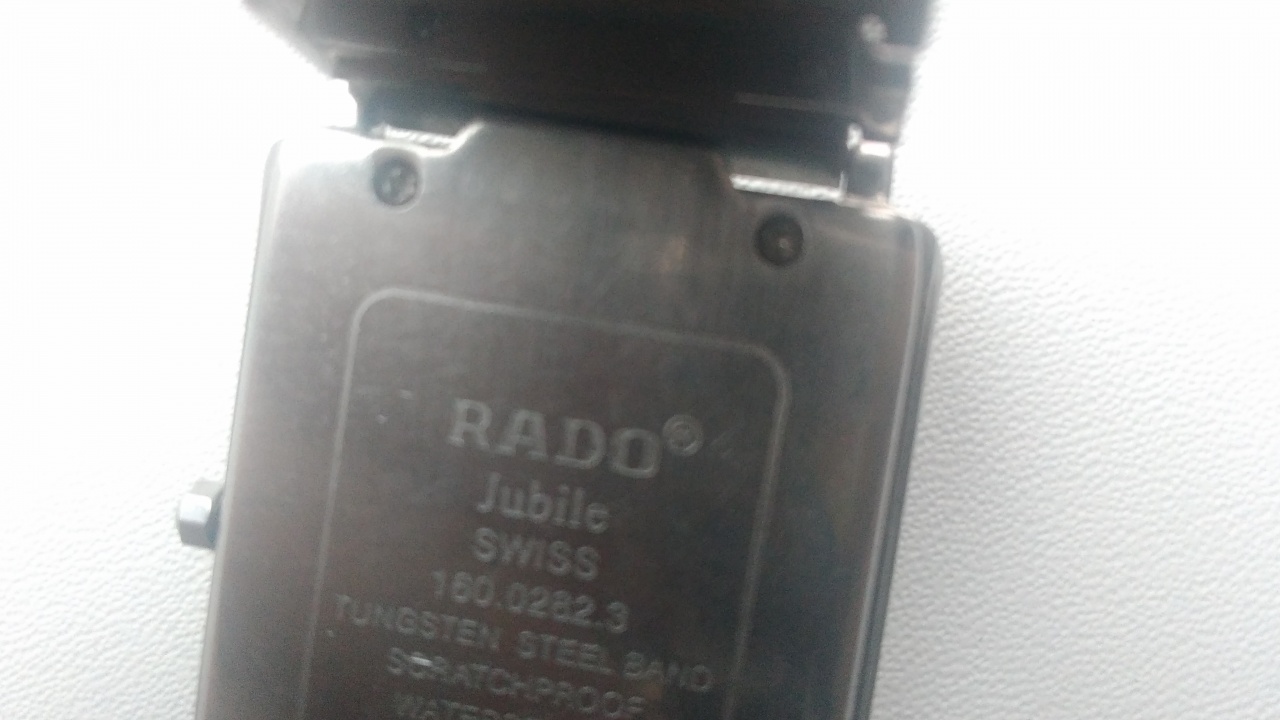 RADO®
Jubile
SWISS
160.0282.3
TUNGSTEN STEEL BAND
SCRATCHPROOF